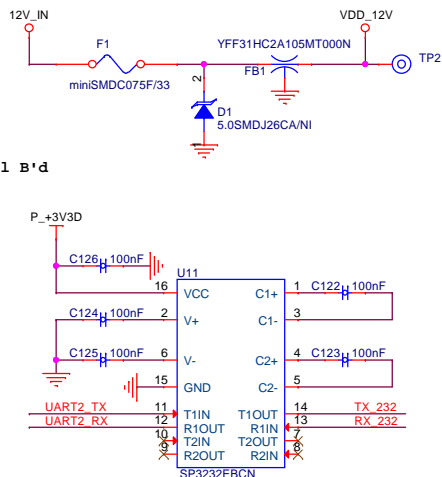 12V_IN
VDD_12V
F1
YFF31HC2A105MT000N
TP2
FB1
miniSMDC075F/33
2
D1
5.0SMDJ26CA/NI
1
l B'd
P_+3V3D
C126 100nF
U11
16 VCC C1+ 1 C122 100nF
C124 100nF 2 V+ C1- 3
C125 100nF 6 V- C2+ 4 C123 100nF
15 GND C2- 5
UART2_TX 11 T1IN T1OUT 14 TX_232
UART2_RX 12 R1OUT R1IN 13 RX_232
10 T2IN T2OUT 7
9 R2OUT R2IN 8
SP3232EBCN